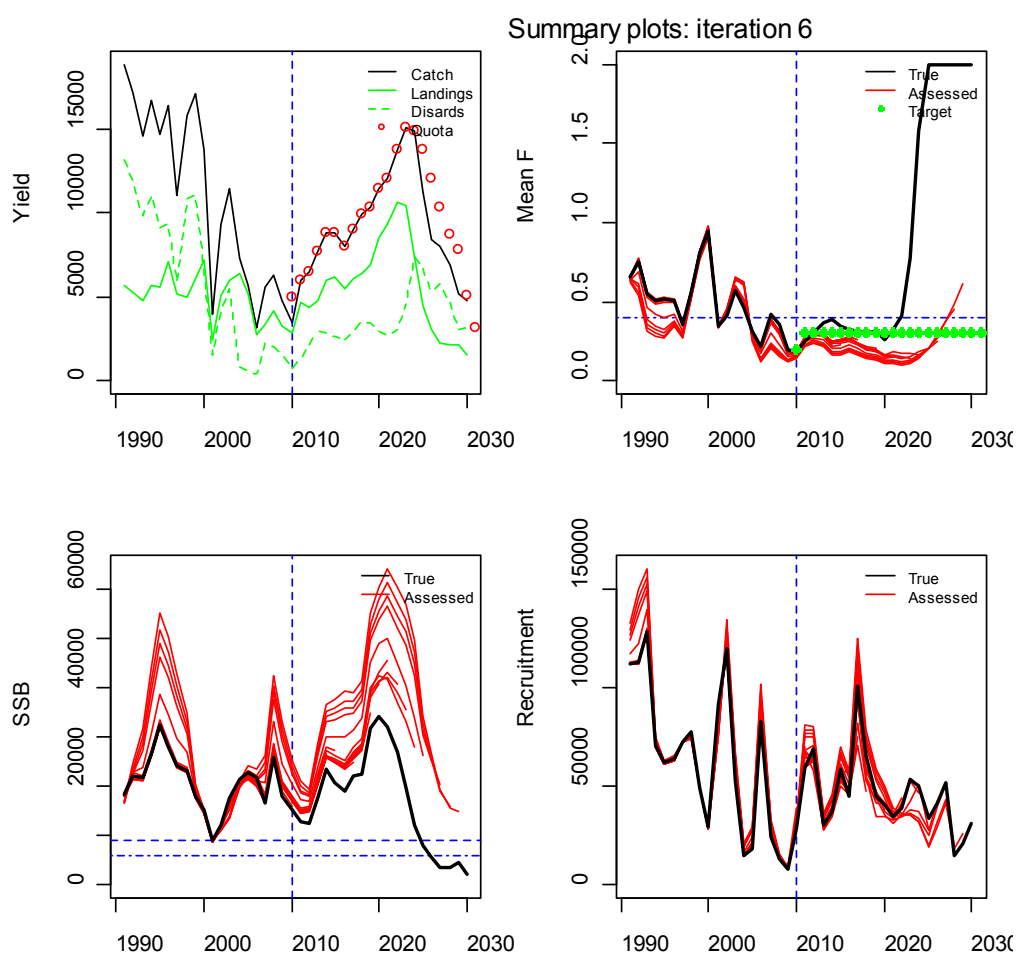 Summary plots: iteration 6
Yield
0
5000
10000
15000
1990 2000 2010 2020 2030
Catch
Landings
Disards
Quota
Mean F
0.0
0.5
1.0
1.5
2.0
1990 2000 2010 2020 2030
True
Assessed
Target
SSB
0
20000
40000
60000
1990 2000 2010 2020 2030
True
Assessed
Recruitment
0
50000
100000
150000
1990 2000 2010 2020 2030
True
Assessed